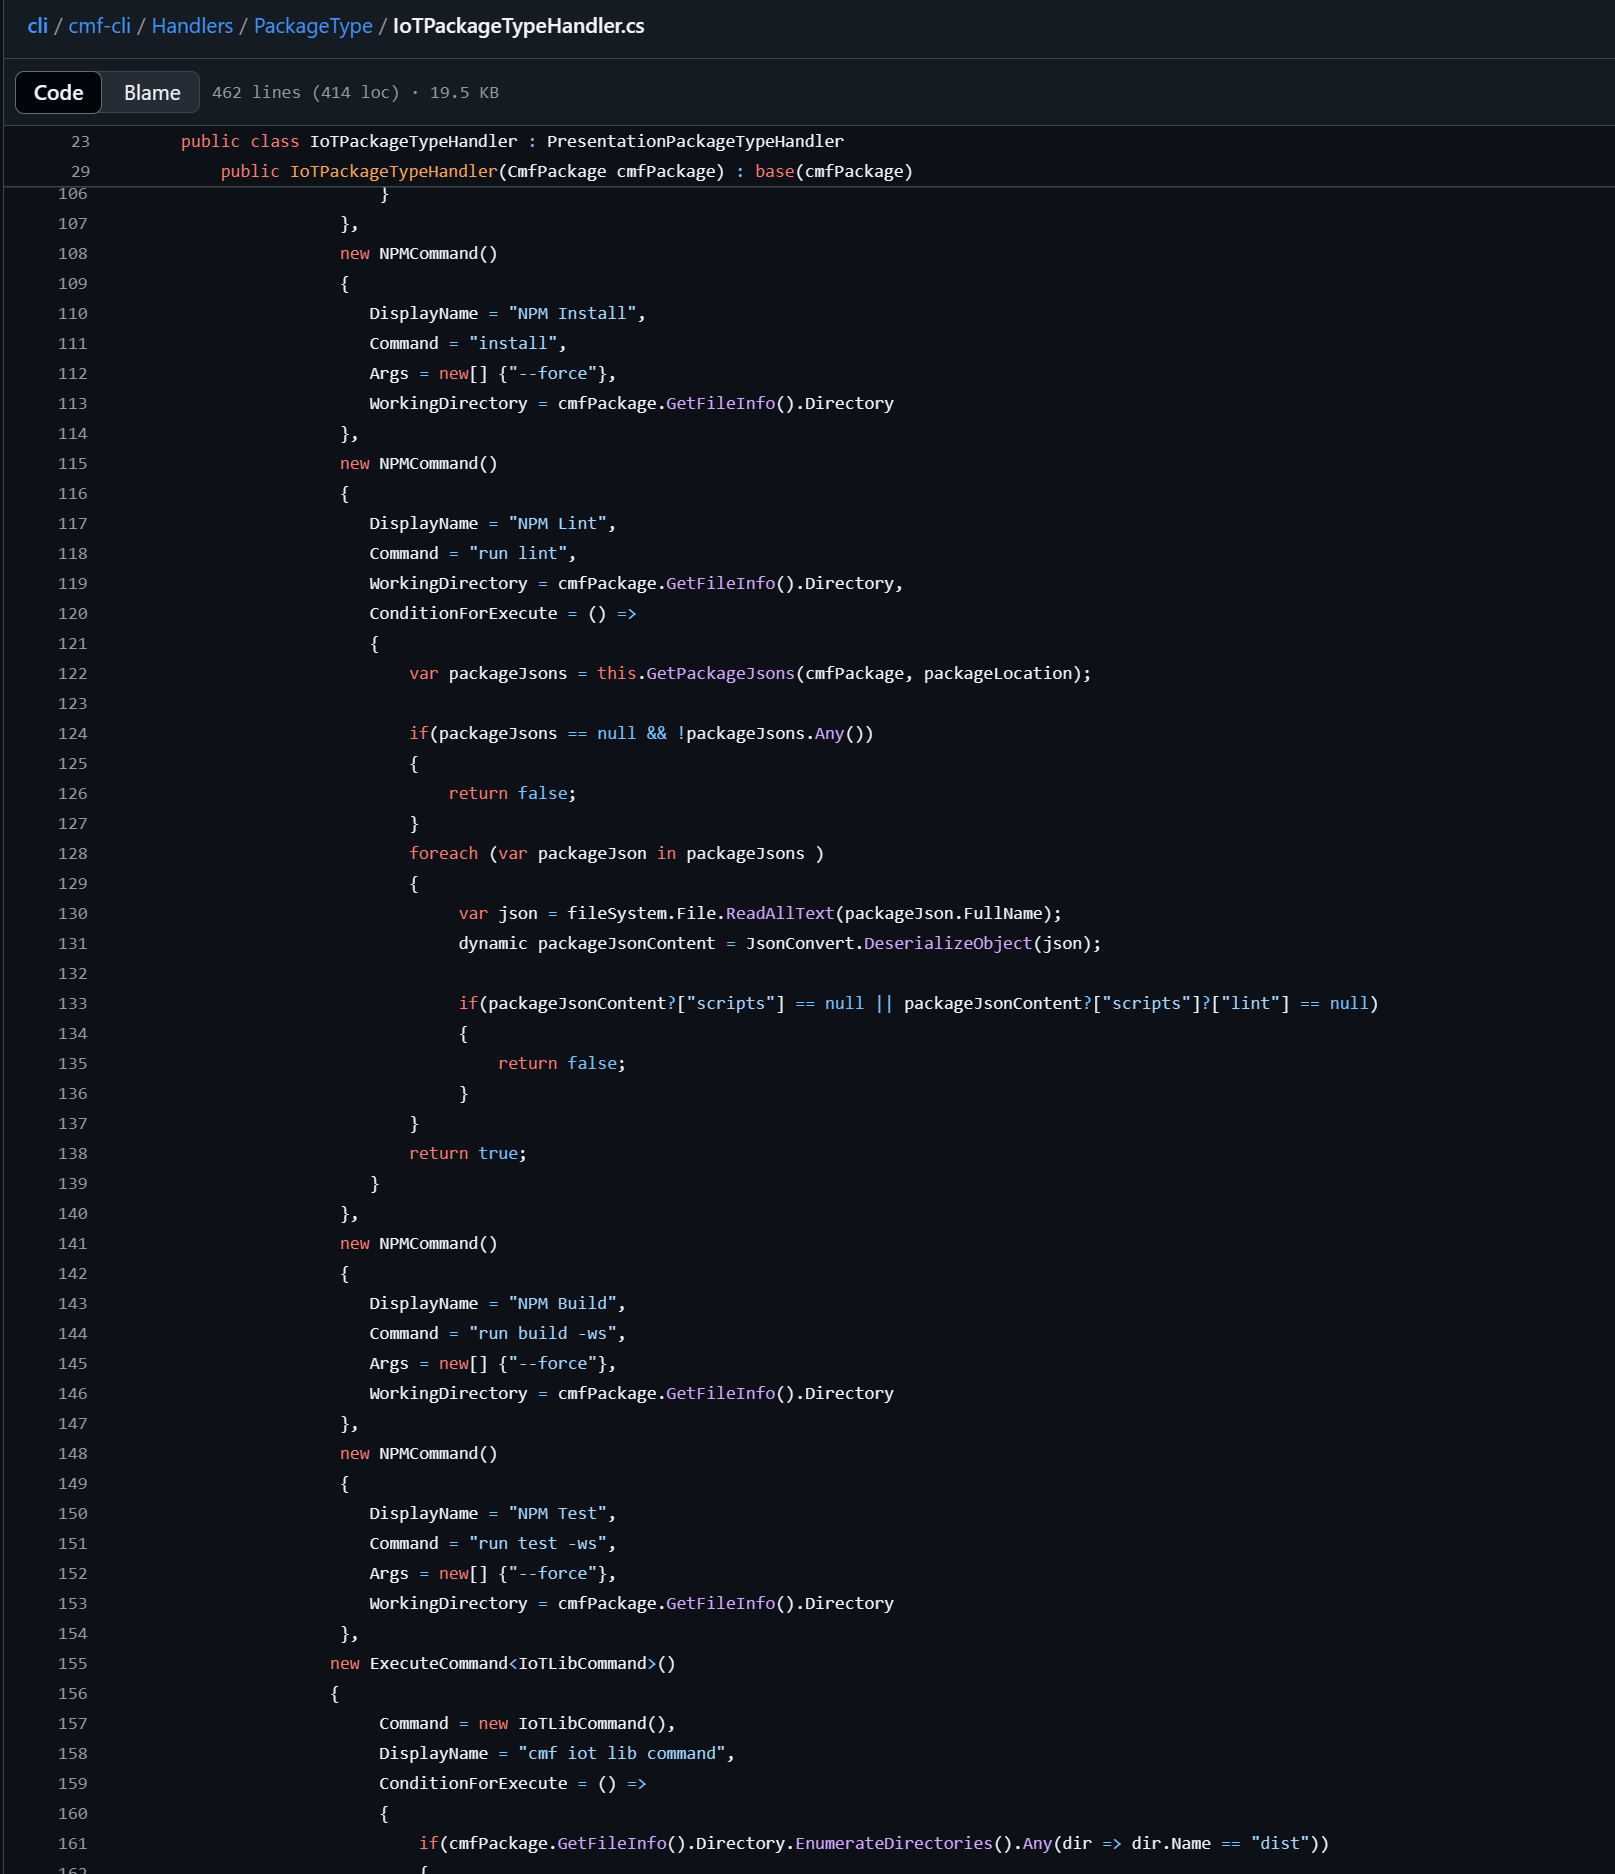 cli / cmf-cli / Handlers / PackageType / IoTPackageTypeHandler.cs
Code Blame 462 lines (414 loc) · 19.5 KB
23 public class IoTPackageTypeHandler : PresentationPackageTypeHandler
29 public IoTPackageTypeHandler(CmfPackage cmfPackage) : base(cmfPackage)
106 }
107 },
108 new NPMCommand()
109 {
110 DisplayName = "NPM Install",
111 Command = "install",
112 Args = new[] {"--force"},
113 WorkingDirectory = cmfPackage.GetFileInfo().Directory
114 },
115 new NPMCommand()
116 {
117 DisplayName = "NPM Lint",
118 Command = "run lint",
119 WorkingDirectory = cmfPackage.GetFileInfo().Directory,
120 ConditionForExecute = () =>
121 {
122 var packageJsons = this.GetPackageJsons(cmfPackage, packageLocation);
123
124 if(packageJsons == null && !packageJsons.Any())
125 {
126 return false;
127 }
128 foreach (var packageJson in packageJsons )
129 {
130 var json = fileSystem.File.ReadAllText(packageJson.FullName);
131 dynamic packageJsonContent = JsonConvert.DeserializeObject(json);
132
133 if(packageJsonContent?["scripts"] == null || packageJsonContent?["scripts"]?["lint"] == null)
134 {
135 return false;
136 }
137 }
138 return true;
139 }
140 },
141 new NPMCommand()
142 {
143 DisplayName = "NPM Build",
144 Command = "run build -ws",
145 Args = new[] {"--force"},
146 WorkingDirectory = cmfPackage.GetFileInfo().Directory
147 },
148 new NPMCommand()
149 {
150 DisplayName = "NPM Test",
151 Command = "run test -ws",
152 Args = new[] {"--force"},
153 WorkingDirectory = cmfPackage.GetFileInfo().Directory
154 },
155 new ExecuteCommand<IoTLibCommand>()
156 {
157 Command = new IoTLibCommand(),
158 DisplayName = "cmf iot lib command",
159 ConditionForExecute = () =>
160 {
161 if(cmfPackage.GetFileInfo().Directory.EnumerateDirectories().Any(dir => dir.Name == "dist"))
162 {